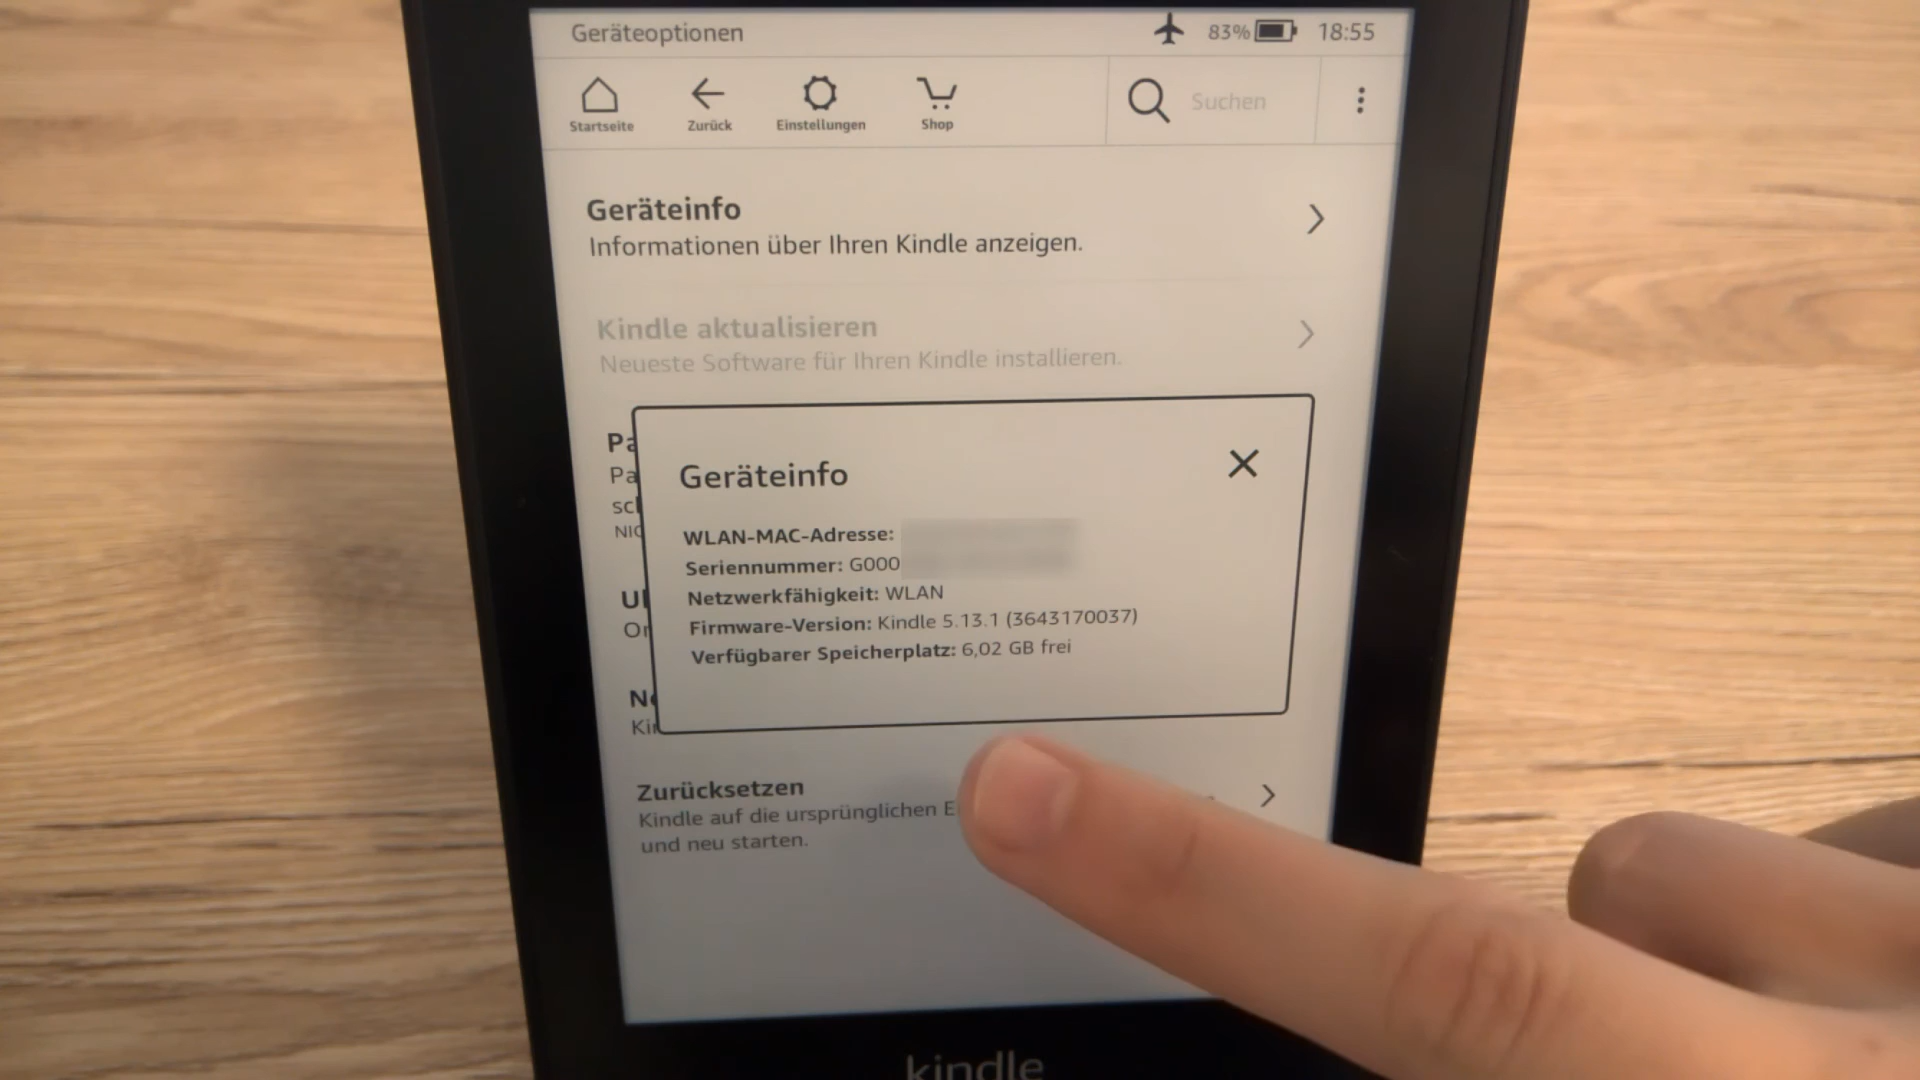 Geräteoptionen 83% 18:55
Startseite Zurück Einstellungen Shop Suchen
Geräteinfo
Informationen über Ihren Kindle anzeigen.
Kindle aktualisieren
Neueste Software für Ihren Kindle installieren.
Geräteinfo
WLAN-MAC-Adresse:
Seriennummer: G000
Netzwerkfähigkeit: WLAN
Firmware-Version: Kindle 5.13.1 (3643170037)
Verfügbarer Speicherplatz: 6,02 GB frei
Zurücksetzen
Kindle auf die ursprünglichen
und neu starten.
kindle